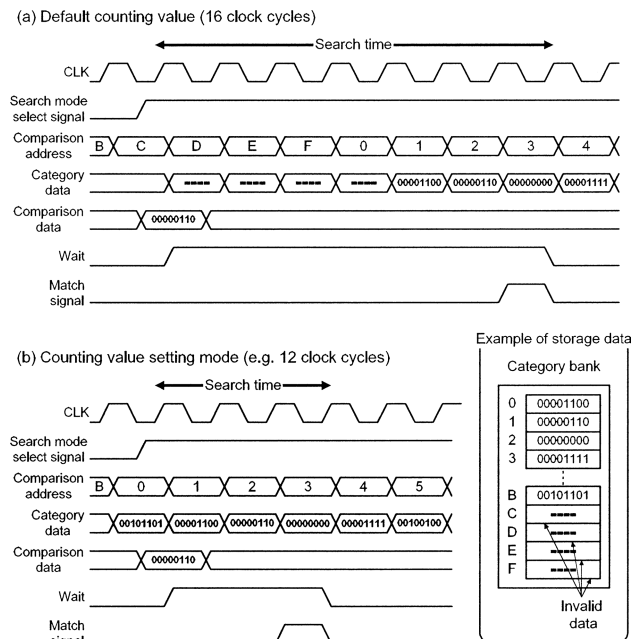 (a) Default counting value (16 clock cycles)
Search time
CLK
Search mode
select signal
Comparison
address
B C D E F 0 1 2 3 4
Category
data
---- ---- ---- ---- 00001100 00000110 00000000 00001111
Comparison
data
00000110
Wait
Match
signal
(b) Counting value setting mode (e.g. 12 clock cycles)
Search time
CLK
Search mode
select signal
Comparison
address
B 0 1 2 3 4 5
Category
data
00101101 00001100 00000110 00000000 00001111 00100100
Comparison
data
00000110
Wait
Match
signal
Example of storage data
Category bank
0 00001100
1 00000110
2 00000000
3 00001111
B 00101101
C ----
D ----
E ----
F ----
Invalid
data